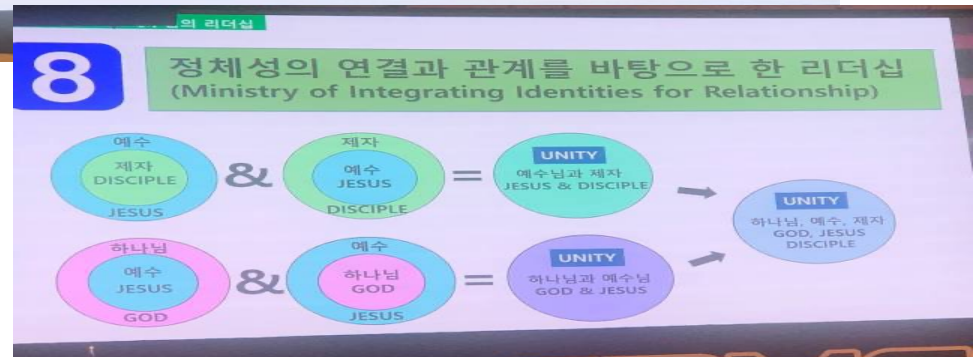 의 리더십
8
정체성의 연결과 관계를 바탕으로 한 리더십
(Ministry of Integrating Identities for Relationship)
예수
제자
DISCIPLE
JESUS
&
제자
예수
JESUS
DISCIPLE
=
UNITY
예수님과 제자
JESUS & DISCIPLE
하나님
예수
JESUS
GOD
&
예수
하나님
GOD
JESUS
=
UNITY
하나님과 예수님
GOD & JESUS
UNITY
하나님, 예수, 제자
GOD, JESUS
DISCIPLE